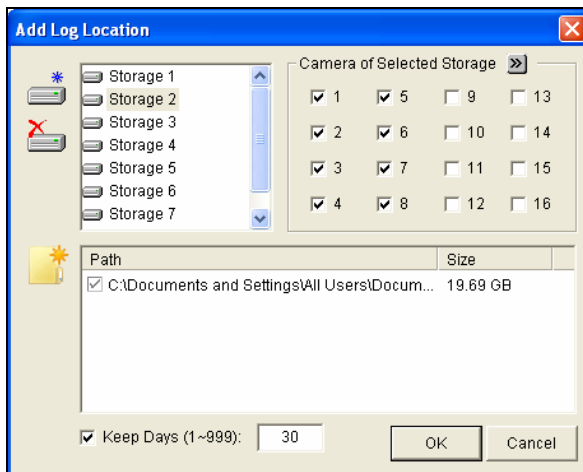 Add Log Location
Storage 1
Storage 2
Storage 3
Storage 4
Storage 5
Storage 6
Storage 7
Camera of Selected Storage »
1 5 9 13
2 6 10 14
3 7 11 15
4 8 12 16
Path Size
C:\Documents and Settings\All Users\Docum... 19.69 GB
Keep Days (1~999): 30
OK Cancel